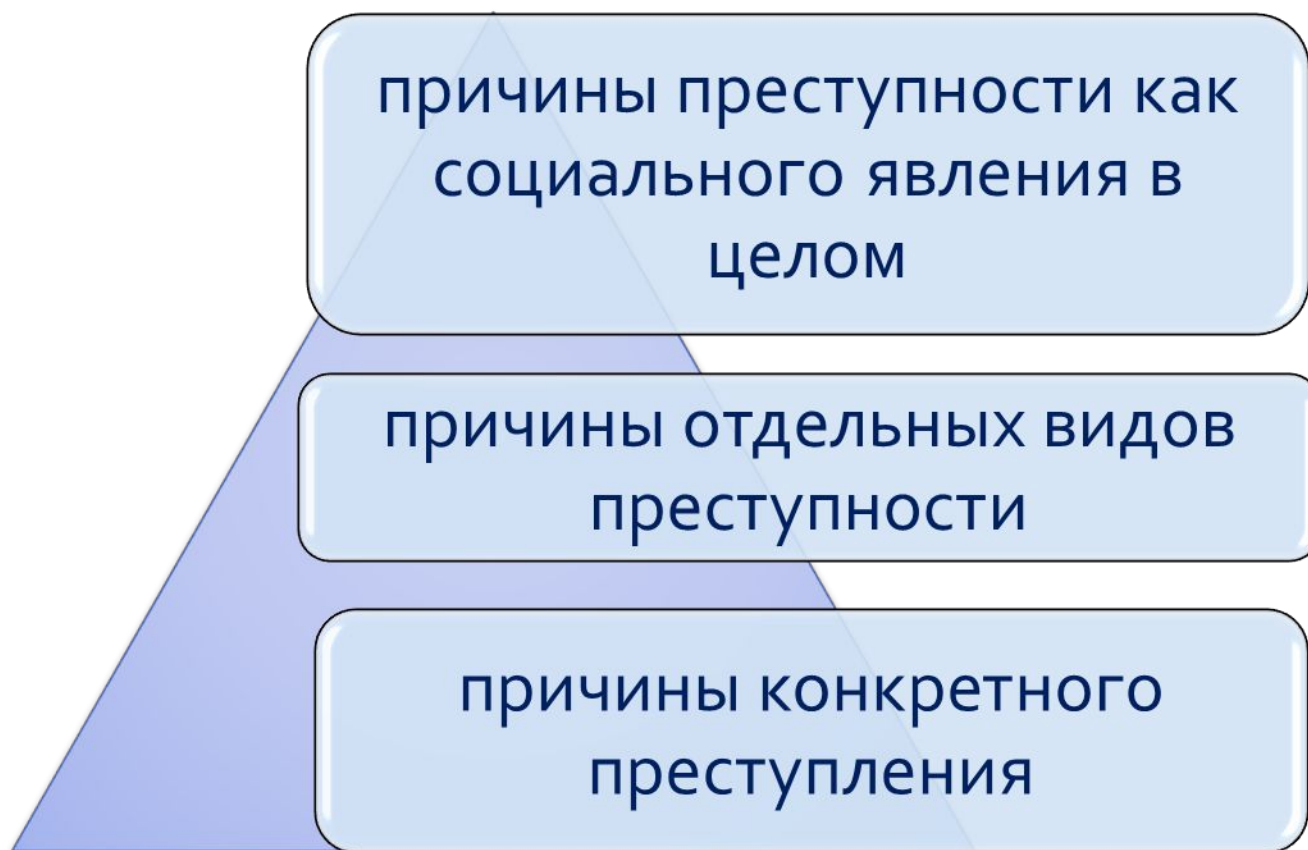 причины преступности как
социального явления в
целом
причины отдельных видов
преступности
причины конкретного
преступления